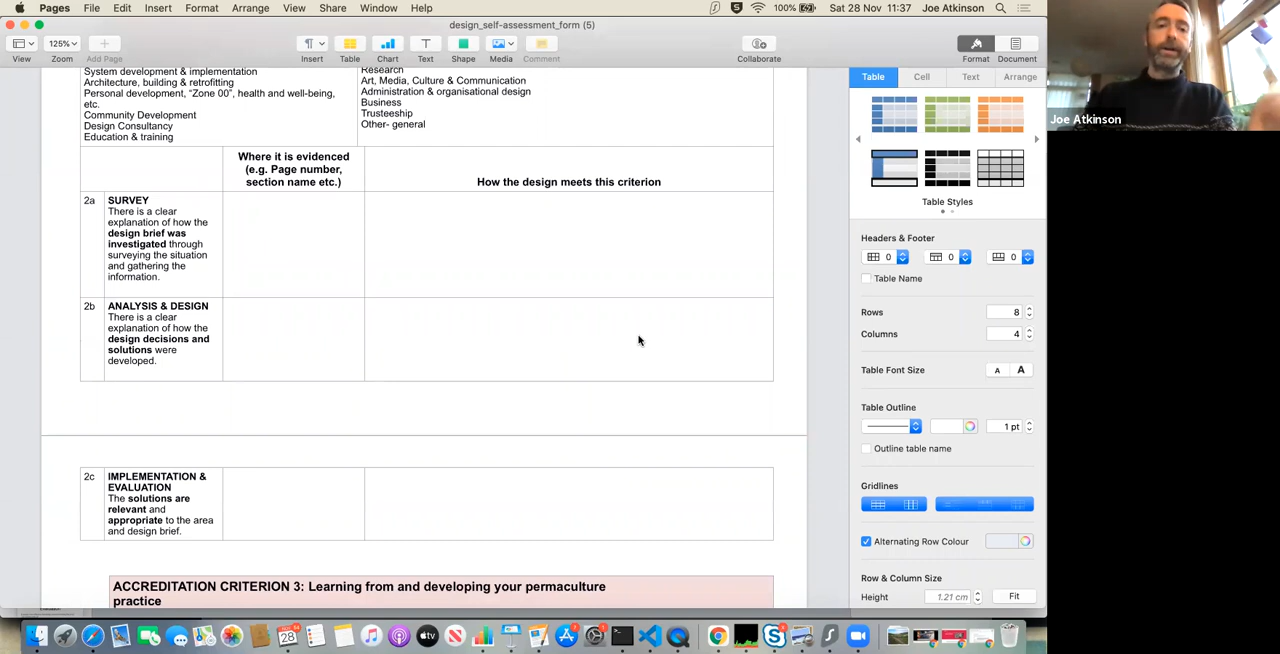 Pages File Edit Insert Format Arrange View Share Window Help 100% Sat 28 Nov 11:37 Joe Atkinson
design_self-assessment_form (5)
125%
View Zoom Add Page Insert Table Chart Text Shape Media Comment Collaborate Format Document
System development & implementation
Architecture, building & retrofitting
Personal development, “Zone 00”, health and well-being,
etc.
Community Development
Design Consultancy
Education & training
Research
Art, Media, Culture & Communication
Administration & organisational design
Business
Trusteeship
Other- general
Where it is evidenced
(e.g. Page number,
section name etc.)
How the design meets this criterion
2a SURVEY
There is a clear
explanation of how the
design brief was
investigated through
surveying the situation
and gathering the
information.
2b ANALYSIS & DESIGN
There is a clear
explanation of how the
design decisions and
solutions were
developed.
2c IMPLEMENTATION &
EVALUATION
The solutions are
relevant and
appropriate to the area
and design brief.
ACCREDITATION CRITERION 3: Learning from and developing your permaculture
practice
Table Cell Text Arrange
Table Styles
Headers & Footer
0 0 0
Table Name
Rows 8
Columns 4
Table Font Size A A
Table Outline
1 pt
Outline table name
Gridlines
Alternating Row Colour
Row & Column Size
Height 1.21 cm Fit
Joe Atkinson